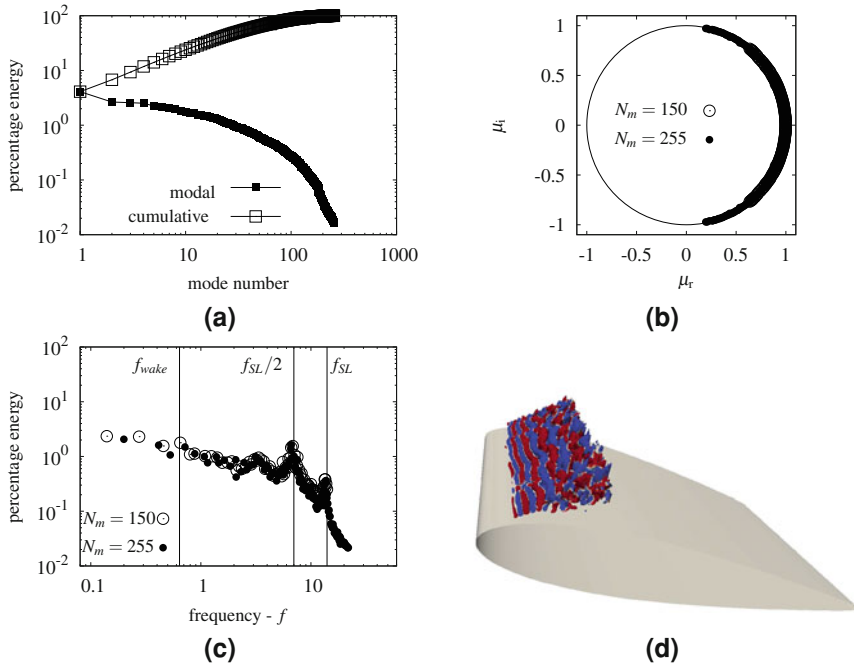 10²
10¹
10⁰
10⁻¹
10⁻²
percentage energy
modal
cumulative
1 10 100 1000
mode number
(a)
1
0.5
0
-0.5
-1
μi
Nm = 150
Nm = 255
-1 -0.5 0 0.5 1
μr
(b)
10²
10¹
10⁰
10⁻¹
10⁻²
percentage energy
fwake fSL/2 fSL
Nm = 150
Nm = 255
0.1 1 10
frequency - f
(c)
(d)